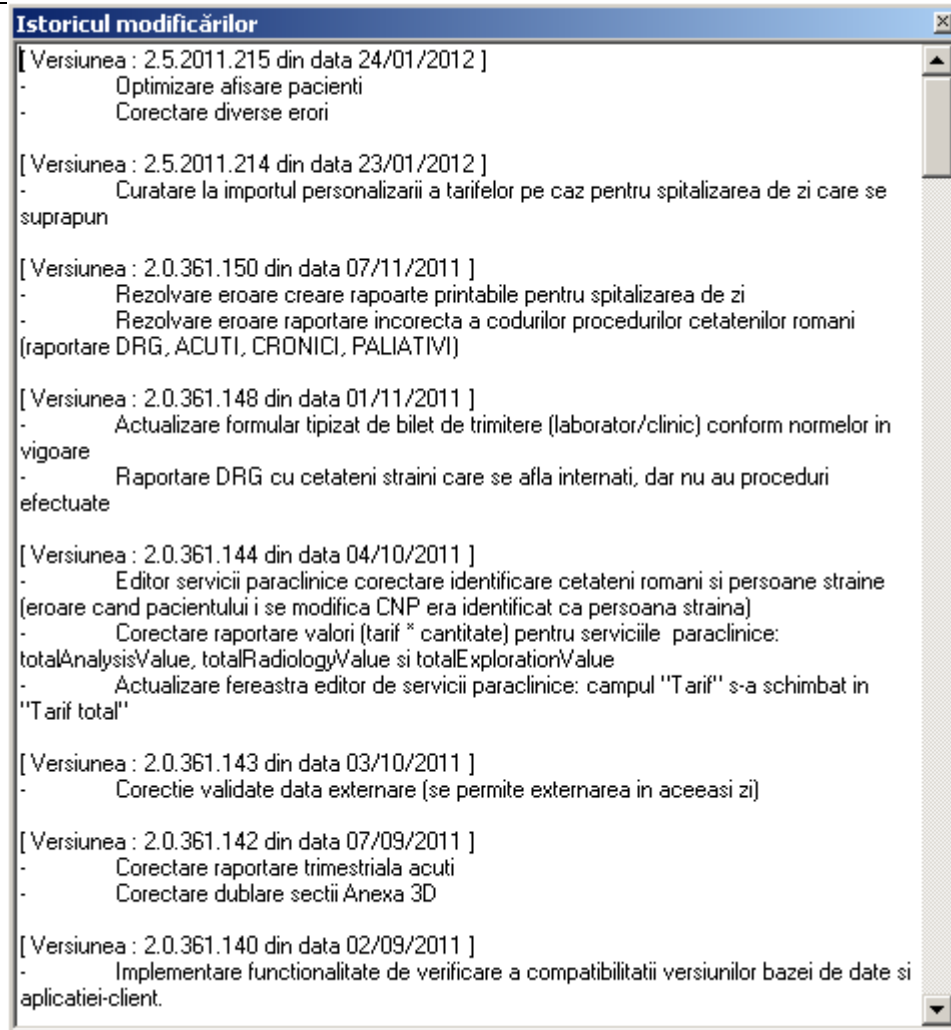 Istoricul modificărilor
[ Versiunea : 2.5.2011.215 din data 24/01/2012 ]
- Optimizare afisare pacienti
- Corectare diverse erori
[ Versiunea : 2.5.2011.214 din data 23/01/2012 ]
- Curatare la importul personalizarii a tarifelor pe caz pentru spitalizarea de zi care se
suprapun
[ Versiunea : 2.0.361.150 din data 07/11/2011 ]
- Rezolvare eroare creare rapoarte printabile pentru spitalizarea de zi
- Rezolvare eroare raportare incorecta a codurilor procedurilor cetatenilor romani
(raportare DRG, ACUTI, CRONICI, PALIATIVI)
[ Versiunea : 2.0.361.148 din data 01/11/2011 ]
- Actualizare formular tipizat de bilet de trimitere (laborator/clinic) conform normelor in
vigoare
- Raportare DRG cu cetateni straini care se afla internati, dar nu au proceduri
efectuate
[ Versiunea : 2.0.361.144 din data 04/10/2011 ]
- Editor servicii paraclinice corectare identificare cetateni romani si persoane straine
(eroare cand pacientului i se modifica CNP era identificat ca persoana straina)
- Corectare raportare valori (tarif * cantitate) pentru serviciile  paraclinice:
totalAnalysisValue, totalRadiologyValue si totalExplorationValue
- Actualizare fereastra editor de servicii paraclinice: campul "Tarif" s-a schimbat in
"Tarif total"
[ Versiunea : 2.0.361.143 din data 03/10/2011 ]
- Corectie validate data externare (se permite externarea in aceeasi zi)
[ Versiunea : 2.0.361.142 din data 07/09/2011 ]
- Corectare raportare trimestriala acuti
- Corectare dublare sectii Anexa 3D
[ Versiunea : 2.0.361.140 din data 02/09/2011 ]
- Implementare functionalitate de verificare a compatibilitatii versiunilor bazei de date si
aplicatiei-client.